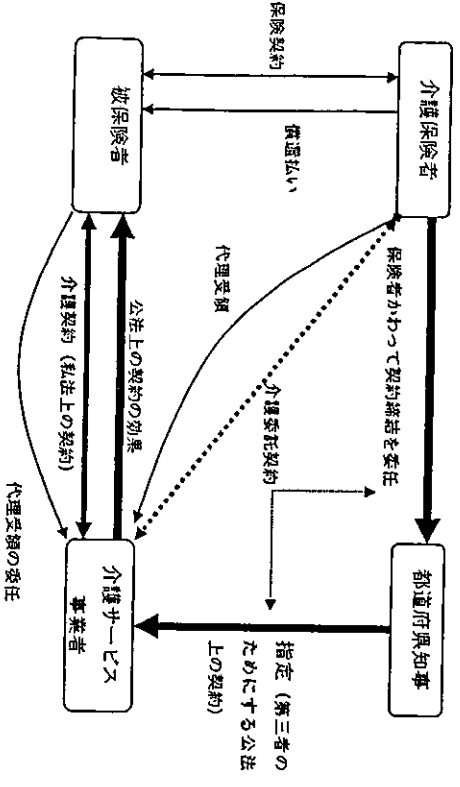 介護保険者
保険者かわって契約締結を委任
都道府県知事
保険契約
償還払い
代理受領
介護委託契約
指定（第三者の
ためにする公法
上の契約）
被保険者
公法上の契約の効果
介護契約（私法上の契約）
介護サービス
事業者
代理受領の委任